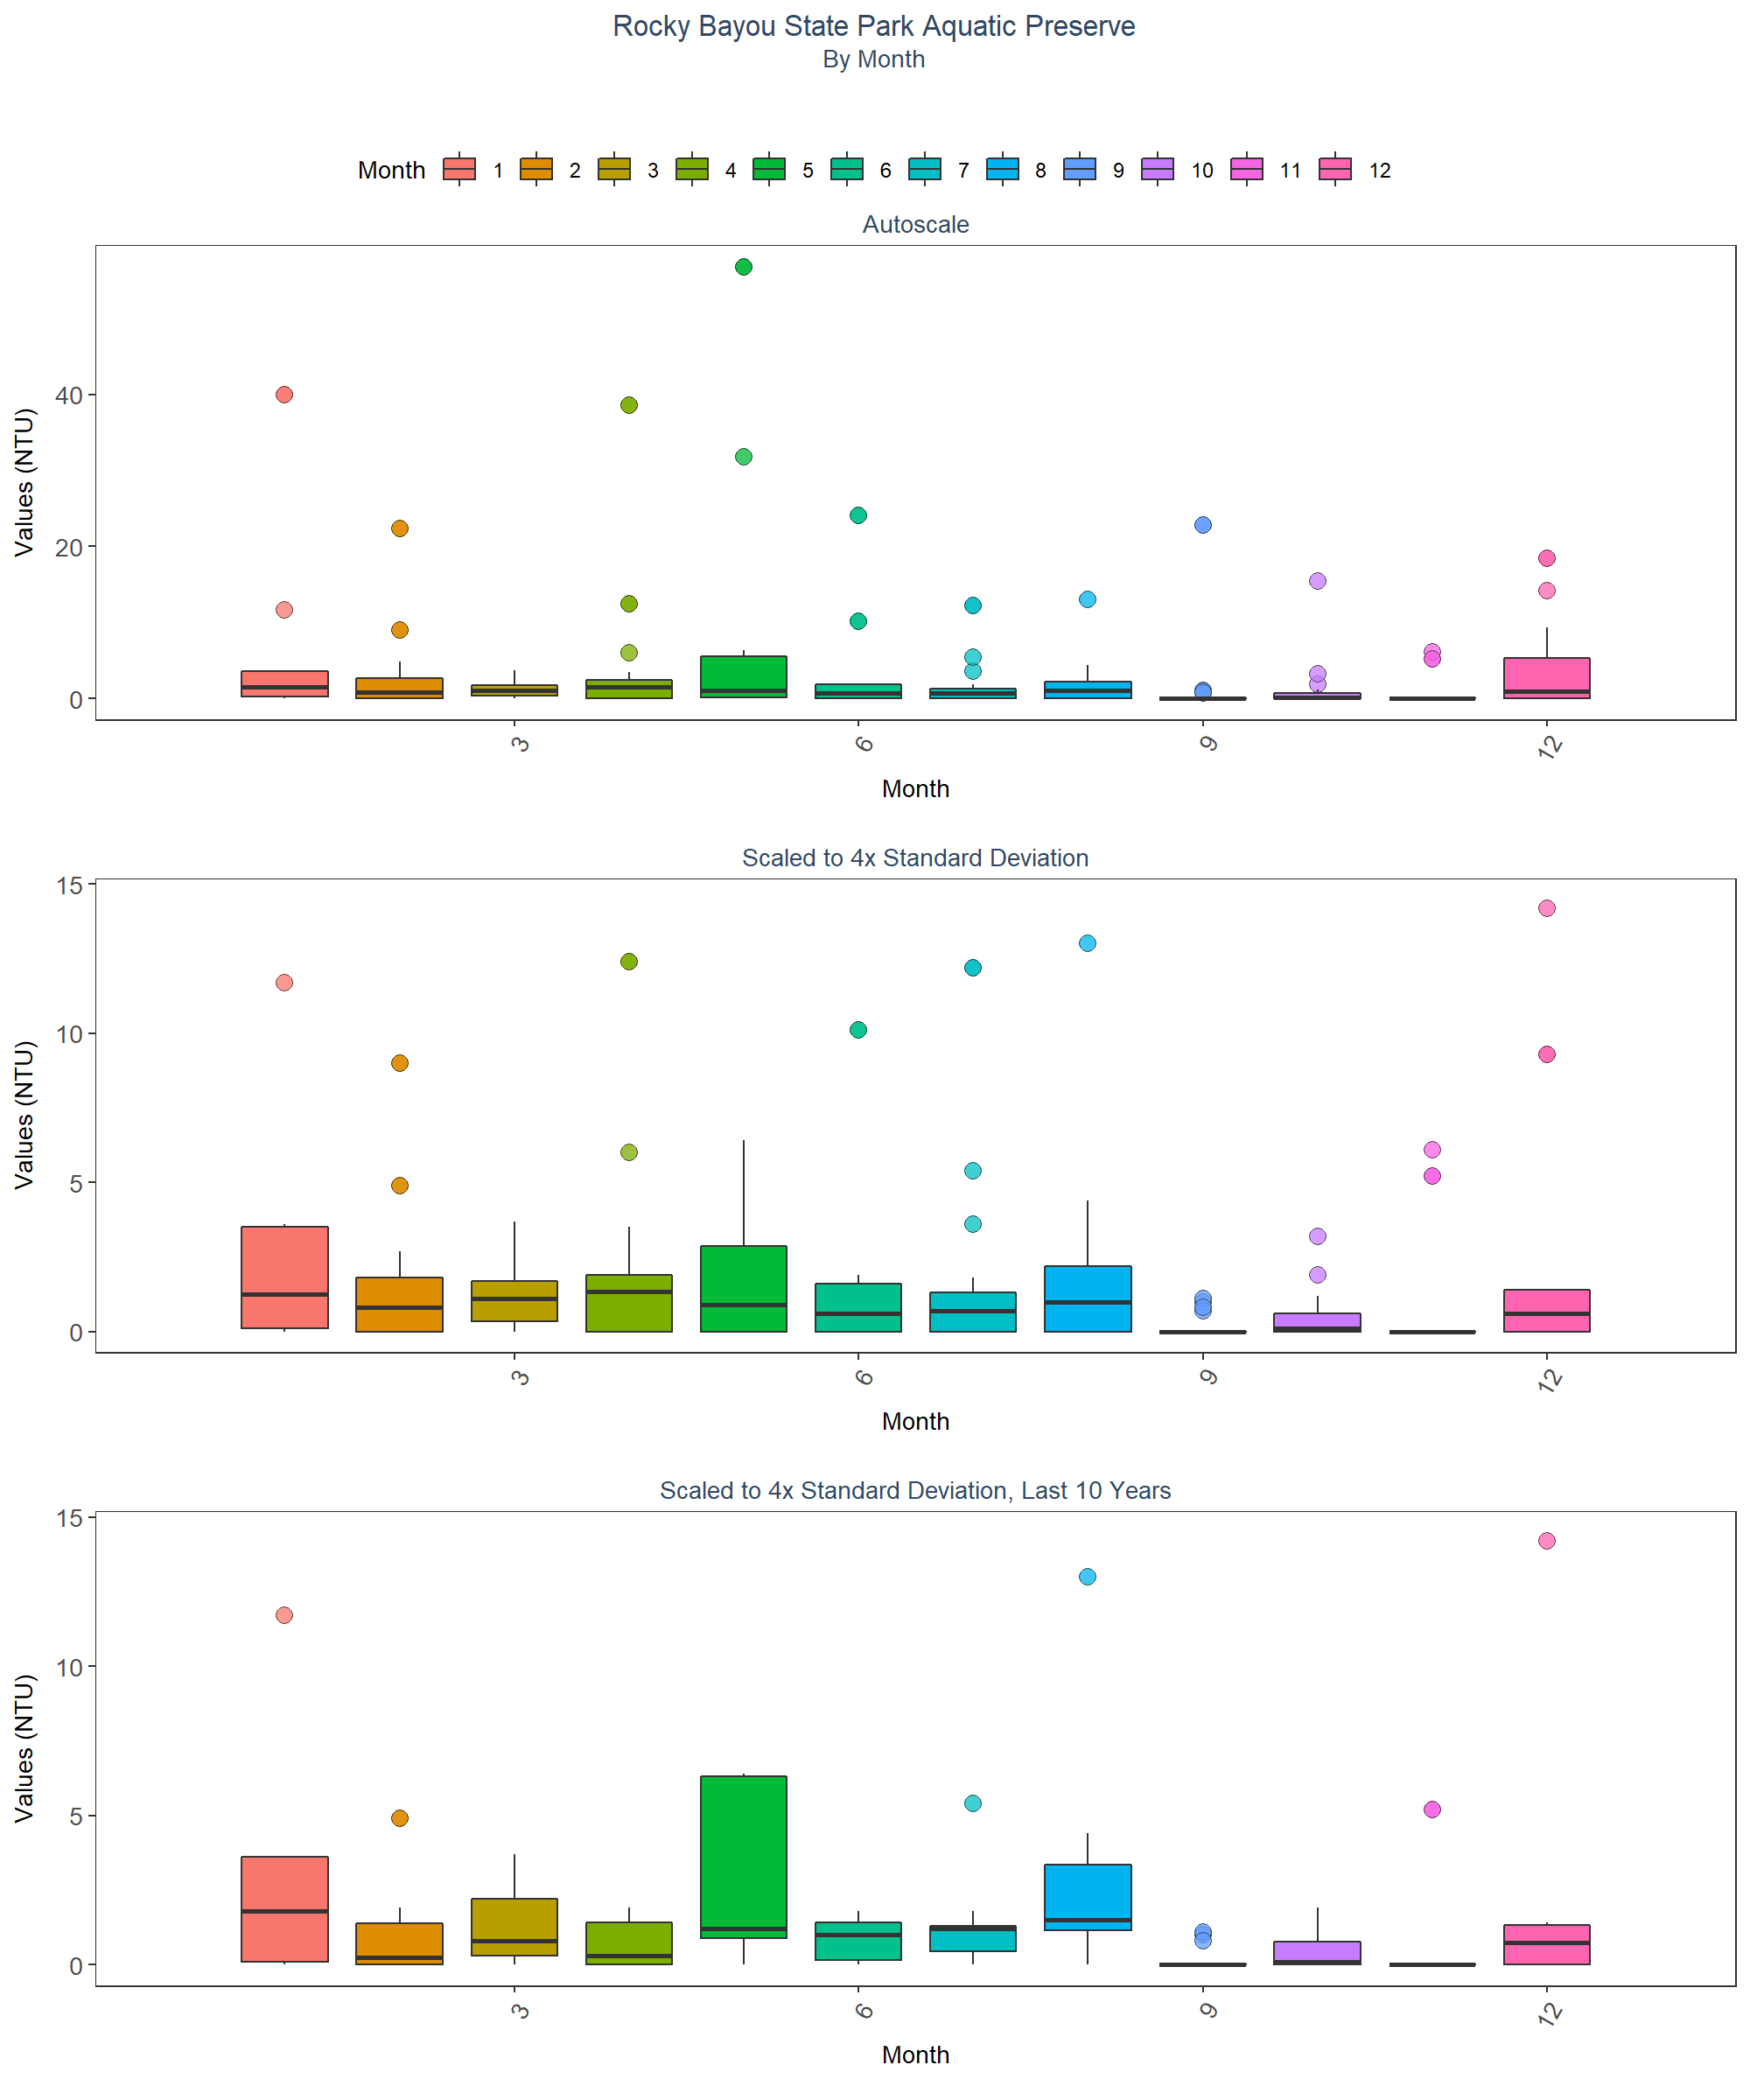 Rocky Bayou State Park Aquatic Preserve
By Month
Month 1 2 3 4 5 6 7 8 9 10 11 12
Autoscale
Values (NTU)
40
20
0
3 6 9 12
Month
Scaled to 4x Standard Deviation
Values (NTU)
15
10
5
0
3 6 9 12
Month
Scaled to 4x Standard Deviation, Last 10 Years
Values (NTU)
15
10
5
0
3 6 9 12
Month